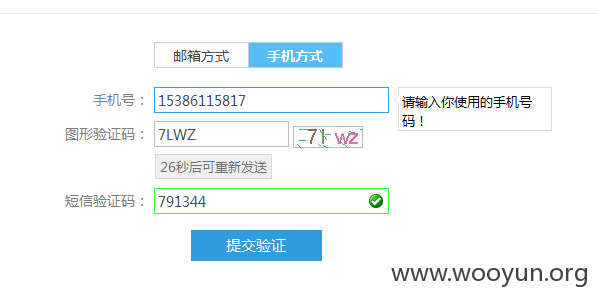 邮箱方式 手机方式
手机号： 15386115817 请输入你使用的手机号
码！
图形验证码： 7LWZ 7l wz
26秒后可重新发送
短信验证码： 791344
提交验证
www.wooyun.org